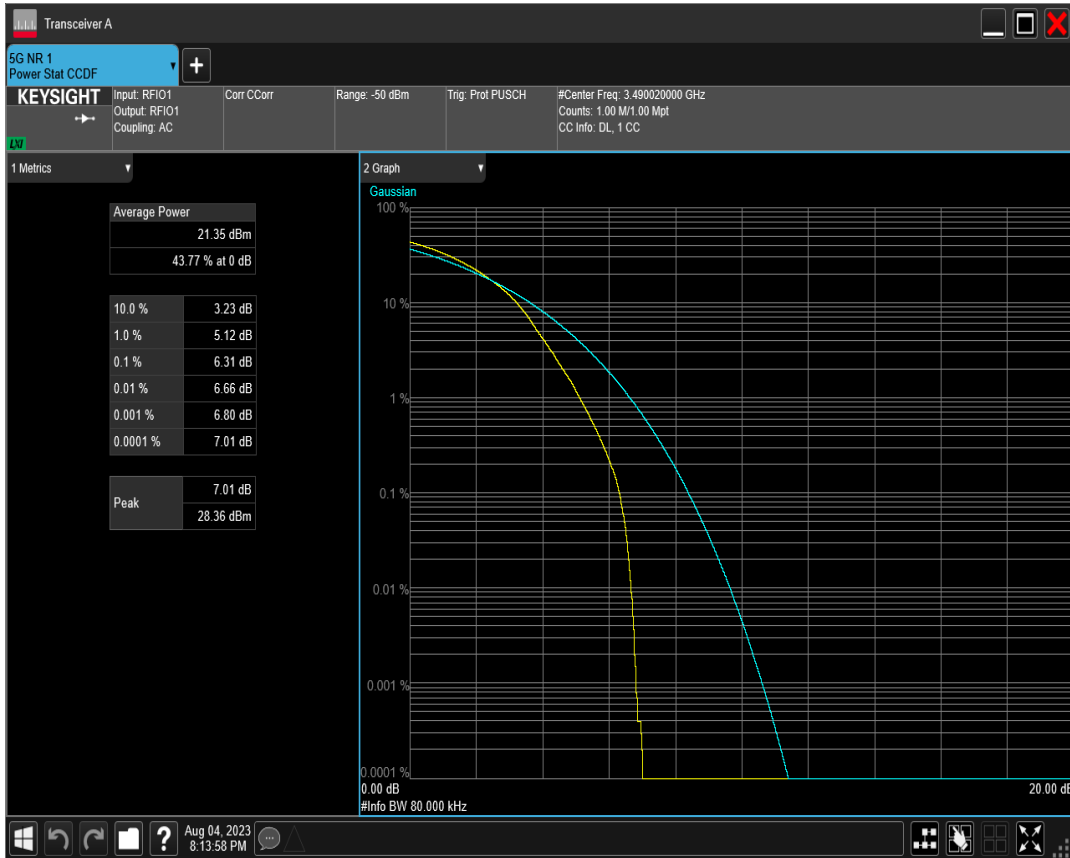 Transceiver A
5G NR 1
Power Stat CCDF
KEYSIGHT
LXI
Input: RFIO1
Output: RFIO1
Coupling: AC
Corr CCorr
Range: -50 dBm
Trig: Prot PUSCH
#Center Freq: 3.490020000 GHz
Counts: 1.00 M/1.00 Mpt
CC Info: DL, 1 CC
1 Metrics
Average Power
21.35 dBm
43.77 % at 0 dB
10.0 % 3.23 dB
1.0 % 5.12 dB
0.1 % 6.31 dB
0.01 % 6.66 dB
0.001 % 6.80 dB
0.0001 % 7.01 dB
Peak
7.01 dB
28.36 dBm
2 Graph
Gaussian
100 %
10 %
1 %
0.1 %
0.01 %
0.001 %
0.0001 %
0.00 dB 20.00 dB
#Info BW 80.000 kHz
?
Aug 04, 2023
8:13:58 PM